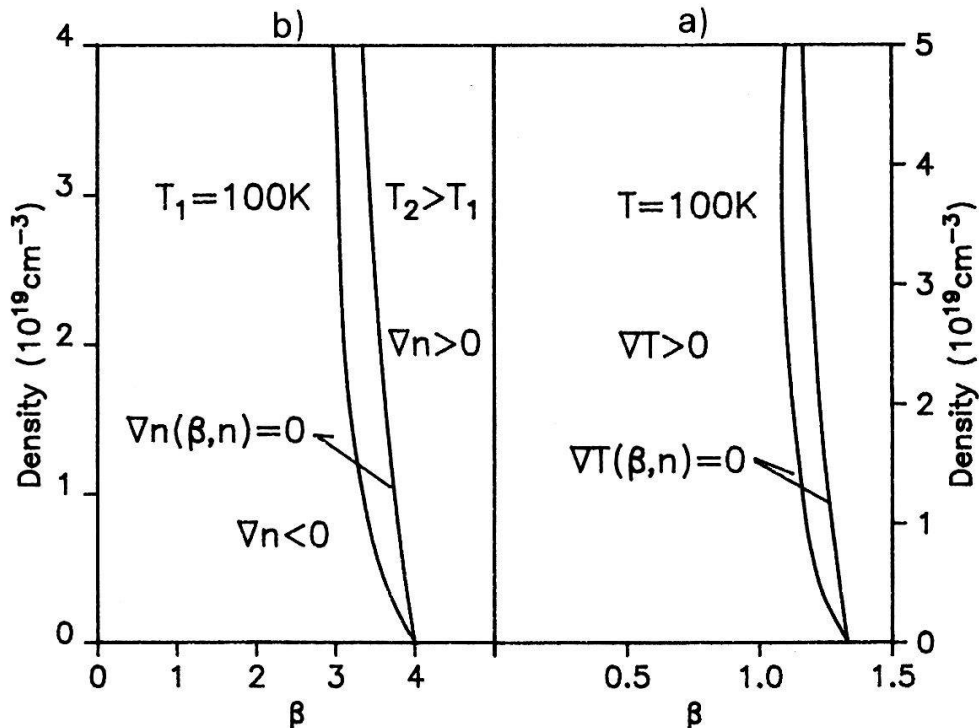 b)
a)
4
3
2
1
0
Density (10¹⁹cm⁻³)
T₁=100K
T₂>T₁
∇n>0
∇n(β,n)=0
∇n<0
0
1
2
3
4
β
T=100K
∇T>0
∇T(β,n)=0
5
4
3
2
1
0
Density (10¹⁹cm⁻³)
0.5
1.0
1.5
β